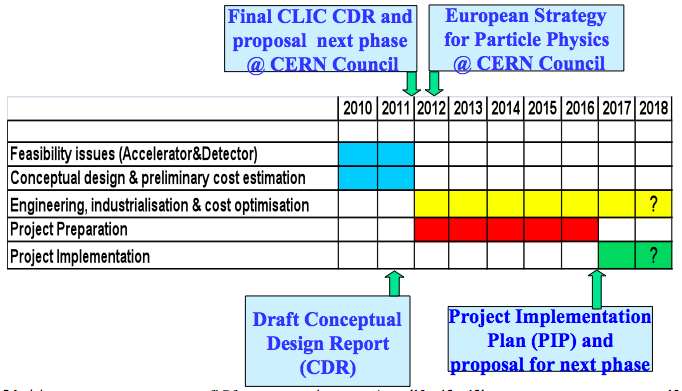 Final CLIC CDR and
proposal next phase
@ CERN Council
European Strategy
for Particle Physics
@ CERN Council
2010 2011 2012 2013 2014 2015 2016 2017 2018
Feasibility issues (Accelerator&Detector)
Conceptual design & preliminary cost estimation
Engineering, industrialisation & cost optimisation ?
Project Preparation
Project Implementation ?
Draft Conceptual
Design Report
(CDR)
Project Implementation
Plan (PIP) and
proposal for next phase